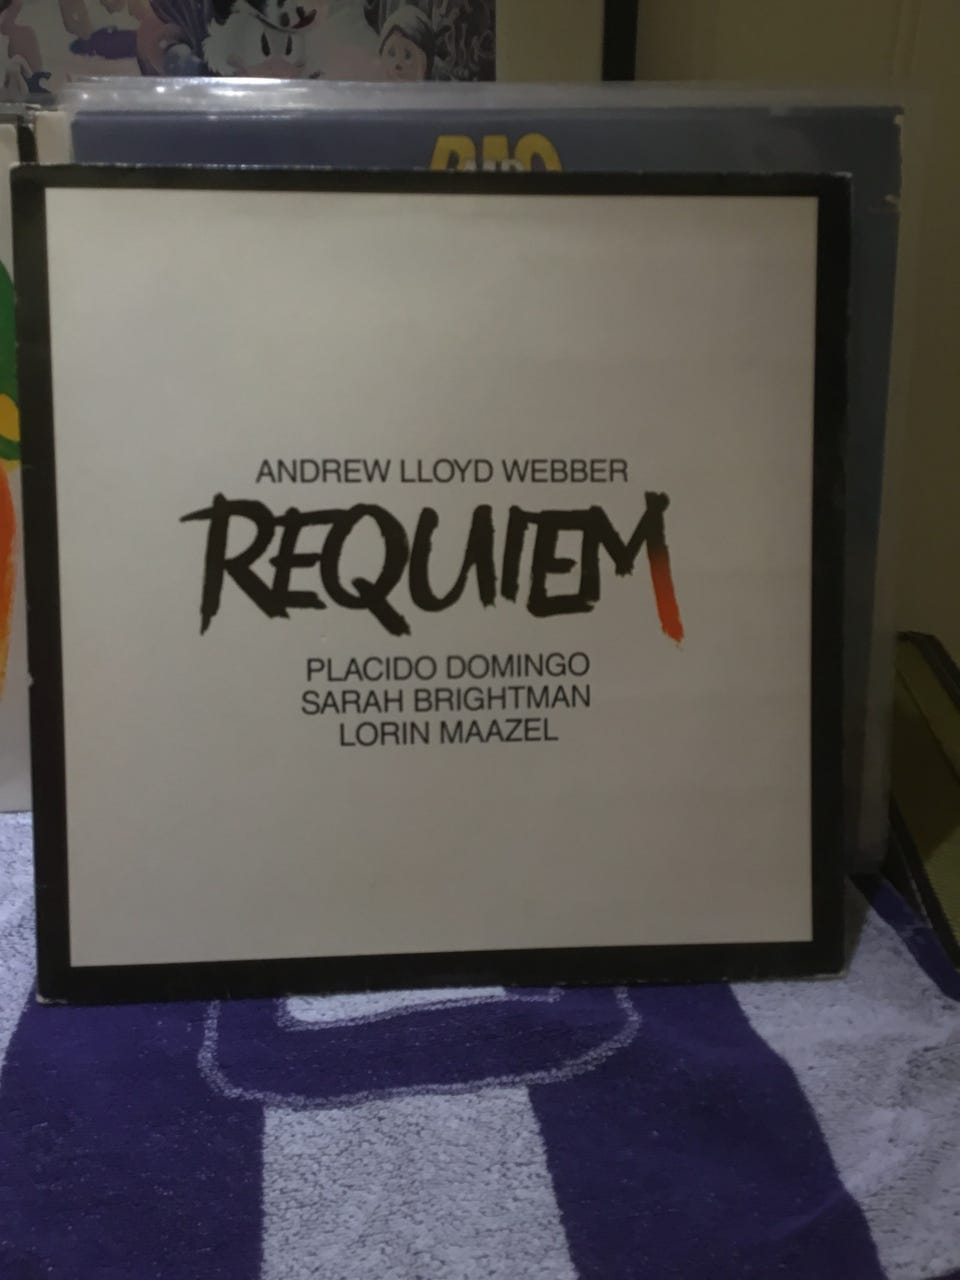 ANDREW LLOYD WEBBER
REQUIEM
PLACIDO DOMINGO
SARAH BRIGHTMAN
LORIN MAAZEL